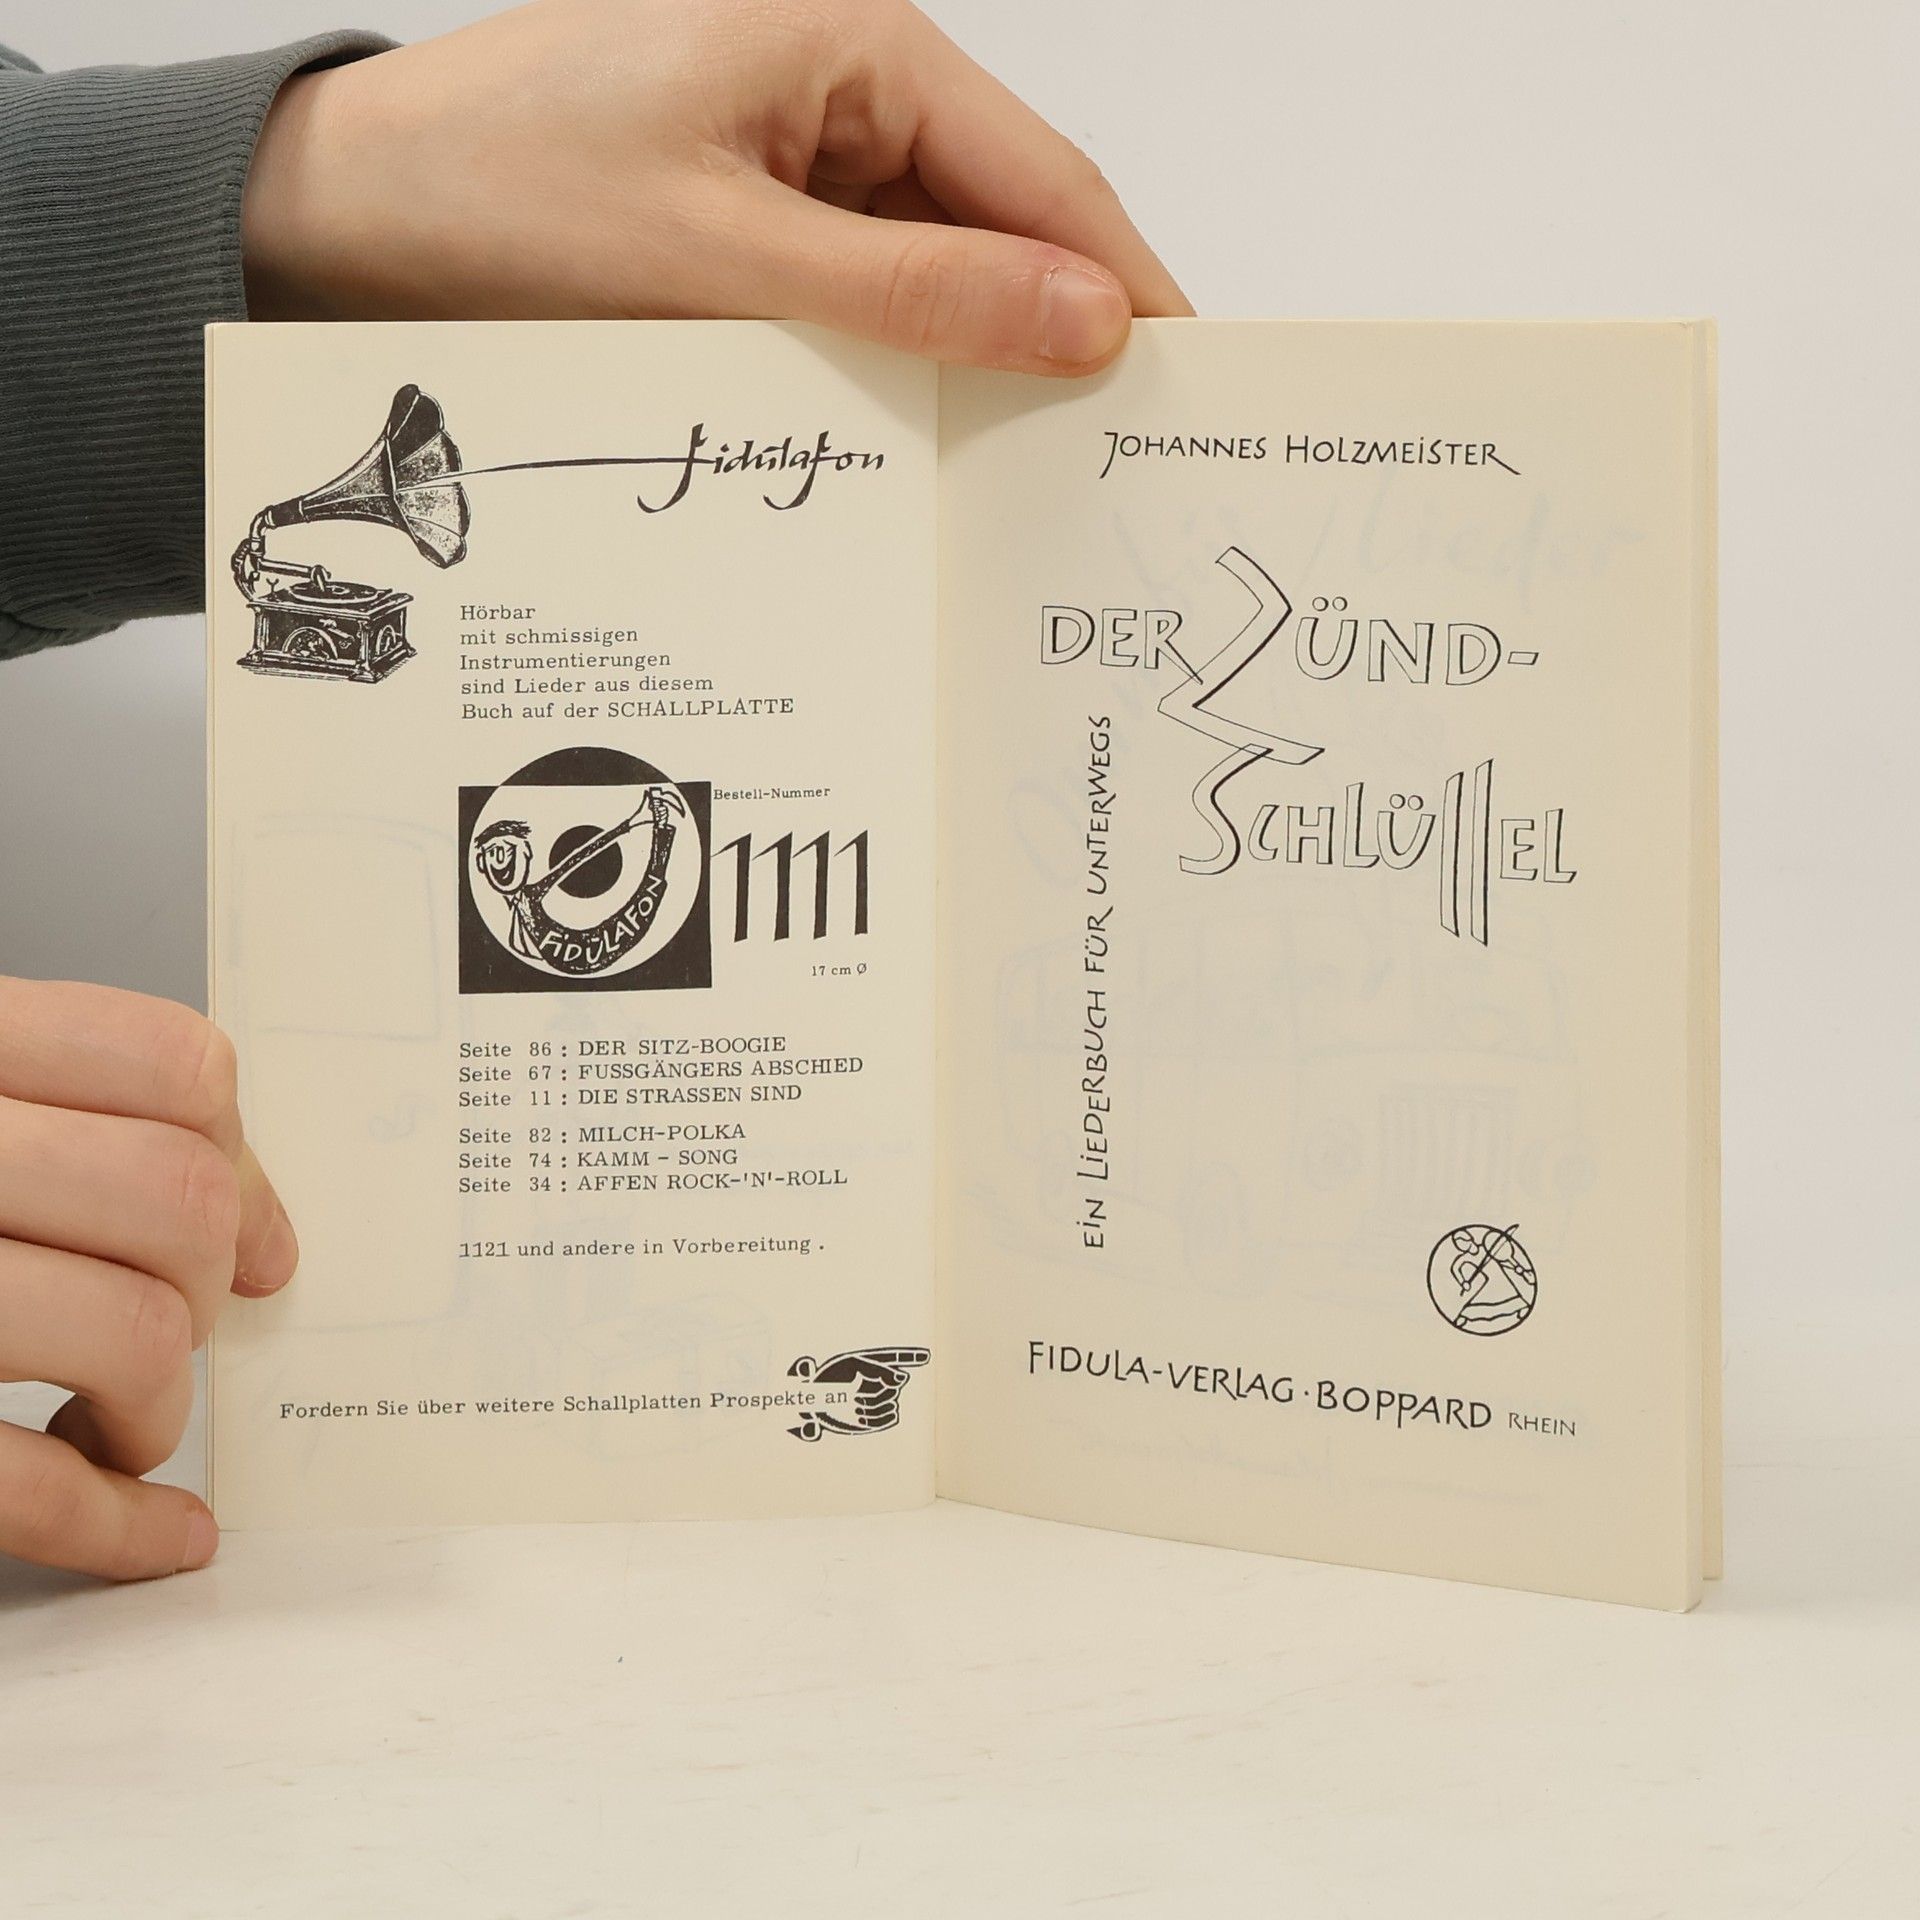 Fidulafon
Hörbar
mit schmissigen
Instrumentierungen
sind Lieder aus diesem
Buch auf der SCHALLPLATTE
Bestell-Nummer
1111
FIDULAFON
17 cm Ø
Seite 86 : DER SITZ-BOOGIE
Seite 67 : FUSSGÄNGERS ABSCHIED
Seite 11 : DIE STRASSEN SIND
Seite 82 : MILCH-POLKA
Seite 74 : KAMM - SONG
Seite 34 : AFFEN ROCK-'N'-ROLL
1121 und andere in Vorbereitung .
Fordern Sie über weitere Schallplatten Prospekte an
JOHANNES HOLZMEISTER
DER ZÜND-
SCHLÜSSEL
EIN LIEDERBUCH FÜR UNTERWEGS
FIDULA-VERLAG · BOPPARD RHEIN